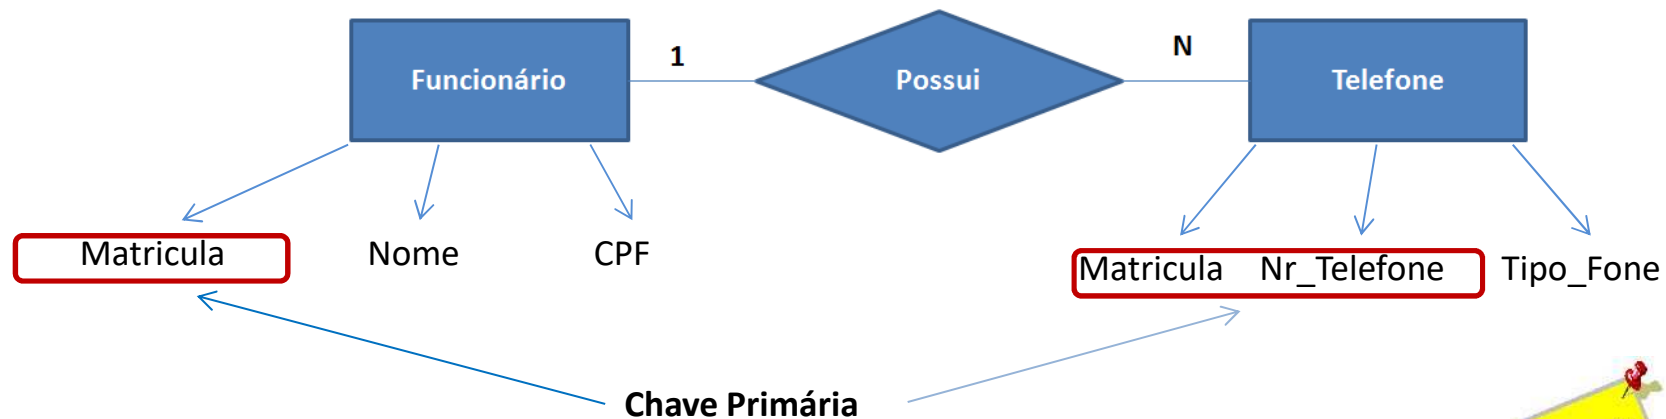 1 N
Funcionário Possui Telefone
Matricula Nome CPF Matricula Nr_Telefone Tipo_Fone
Chave Primária